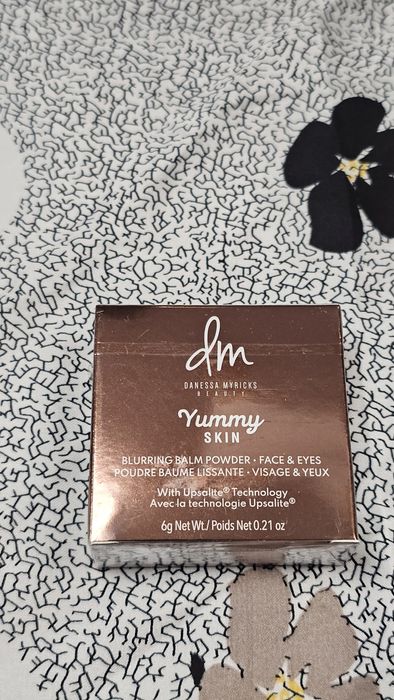 dm
DANESSA MYRICKS
BEAUTY
Yummy
SKIN
BLURRING BALM POWDER • FACE & EYES
POUDRE BAUME LISSANTE • VISAGE & YEUX
With Upsalite® Technology
Avec la technologie Upsalite®
6g Net Wt./ Poids Net 0.21 oz